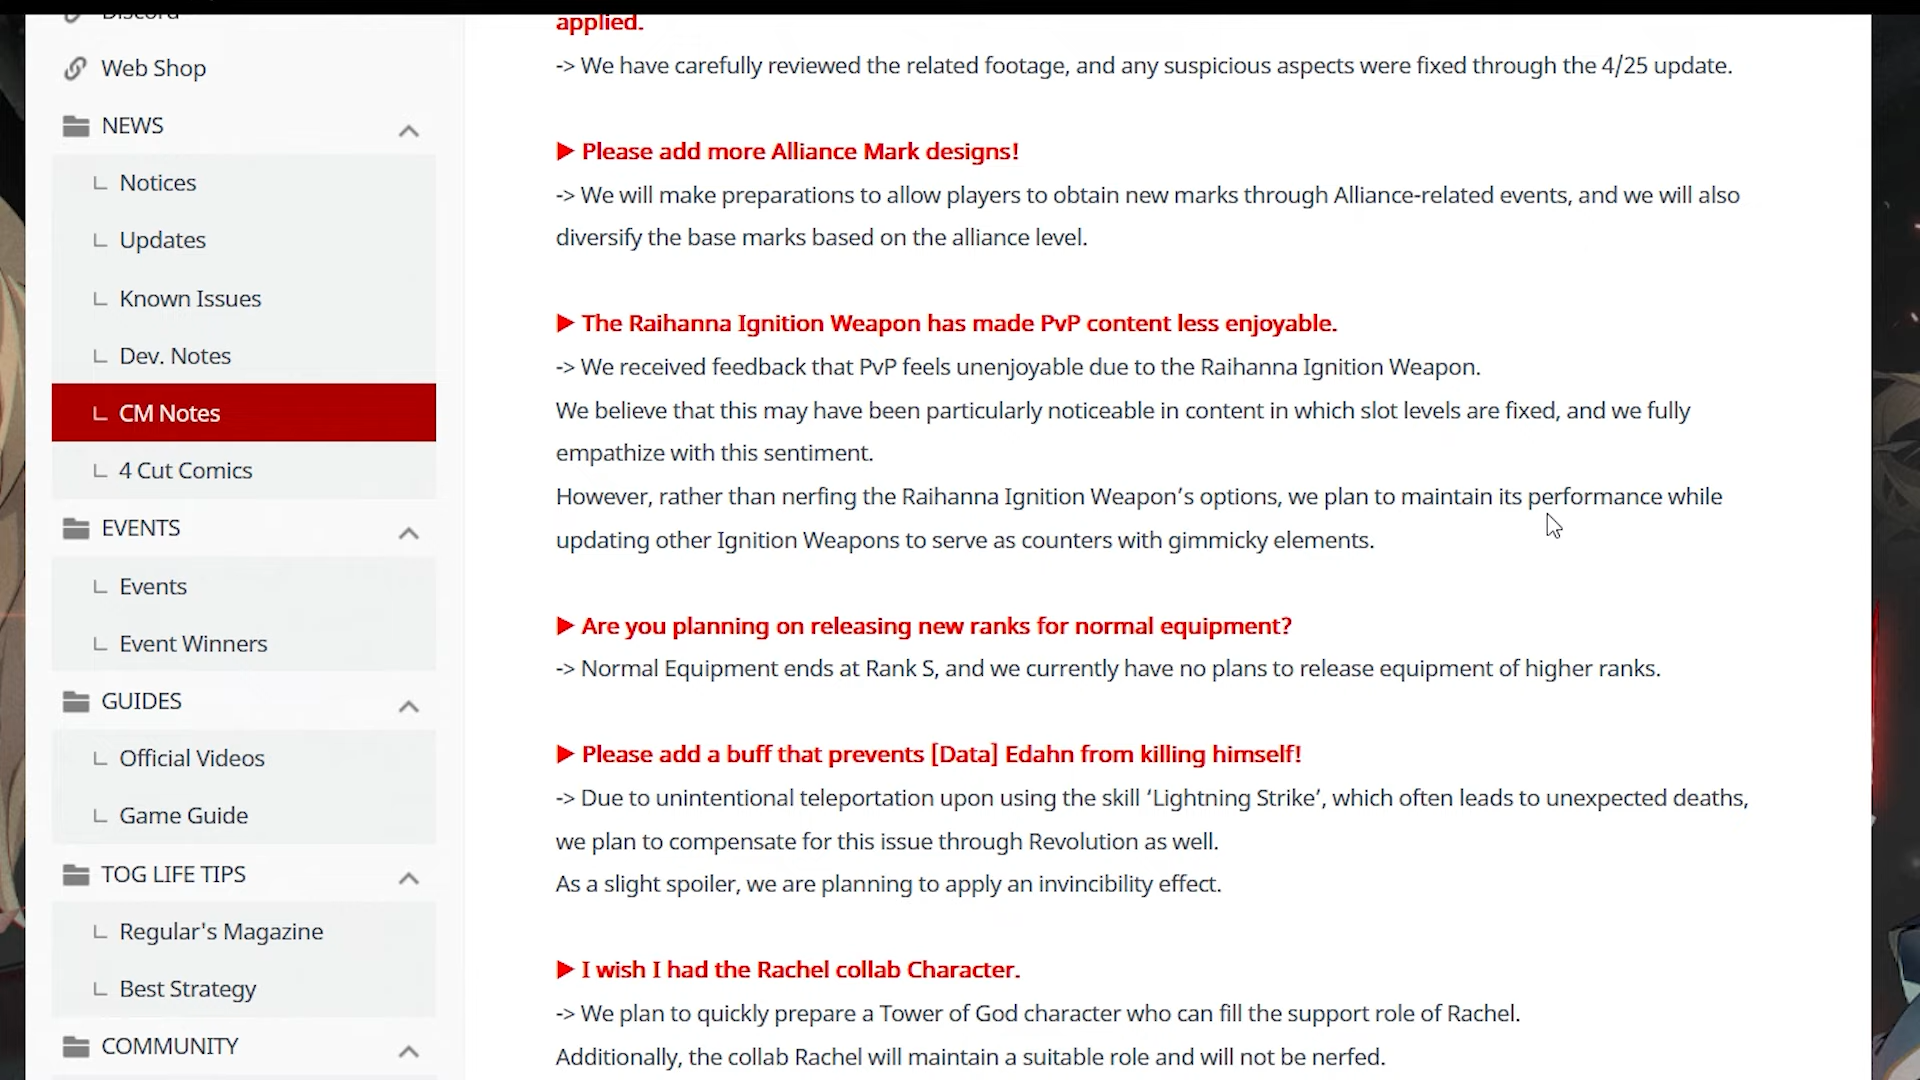 Discord
Web Shop
NEWS
Notices
Updates
Known Issues
Dev. Notes
CM Notes
4 Cut Comics
EVENTS
Events
Event Winners
GUIDES
Official Videos
Game Guide
TOG LIFE TIPS
Regular's Magazine
Best Strategy
COMMUNITY
applied.
-> We have carefully reviewed the related footage, and any suspicious aspects were fixed through the 4/25 update.
▶ Please add more Alliance Mark designs!
-> We will make preparations to allow players to obtain new marks through Alliance-related events, and we will also
diversify the base marks based on the alliance level.
▶ The Raihanna Ignition Weapon has made PvP content less enjoyable.
-> We received feedback that PvP feels unenjoyable due to the Raihanna Ignition Weapon.
We believe that this may have been particularly noticeable in content in which slot levels are fixed, and we fully
empathize with this sentiment.
However, rather than nerfing the Raihanna Ignition Weapon’s options, we plan to maintain its performance while
updating other Ignition Weapons to serve as counters with gimmicky elements.
▶ Are you planning on releasing new ranks for normal equipment?
-> Normal Equipment ends at Rank S, and we currently have no plans to release equipment of higher ranks.
▶ Please add a buff that prevents [Data] Edahn from killing himself!
-> Due to unintentional teleportation upon using the skill ‘Lightning Strike’, which often leads to unexpected deaths,
we plan to compensate for this issue through Revolution as well.
As a slight spoiler, we are planning to apply an invincibility effect.
▶ I wish I had the Rachel collab Character.
-> We plan to quickly prepare a Tower of God character who can fill the support role of Rachel.
Additionally, the collab Rachel will maintain a suitable role and will not be nerfed.